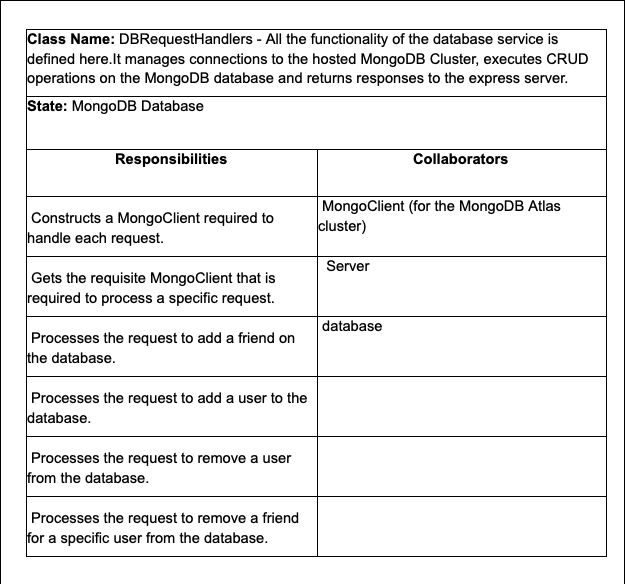 Class Name: DBRequestHandlers - All the functionality of the database service is
defined here.It manages connections to the hosted MongoDB Cluster, executes CRUD
operations on the MongoDB database and returns responses to the express server.
State: MongoDB Database
Responsibilities
Collaborators
Constructs a MongoClient required to
handle each request.
MongoClient (for the MongoDB Atlas
cluster)
Gets the requisite MongoClient that is
required to process a specific request.
Server
Processes the request to add a friend on
the database.
database
Processes the request to add a user to the
database.
Processes the request to remove a user
from the database.
Processes the request to remove a friend
for a specific user from the database.